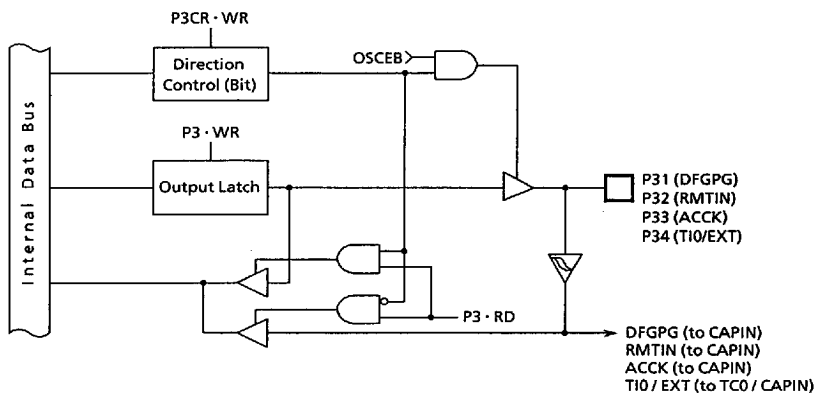 P3CR · WR
Direction
Control (Bit)
OSCEB
P3 · WR
Output Latch
Internal Data Bus
P31 (DFGPG)
P32 (RMTIN)
P33 (ACCK)
P34 (TI0/EXT)
P3 · RD
DFGPG (to CAPIN)
RMTIN (to CAPIN)
ACCK (to CAPIN)
TI0 / EXT (to TC0 / CAPIN)